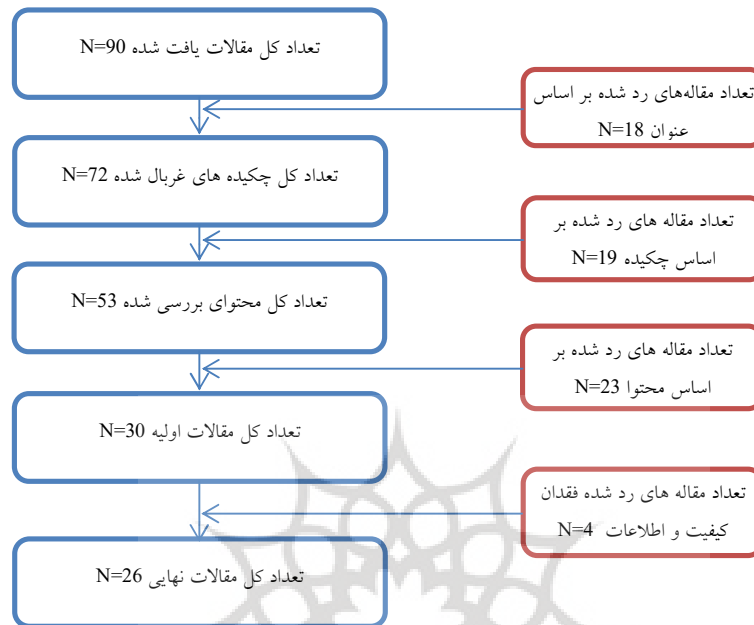 تعداد کل مقالات یافت شده N=90
تعداد مقاله‌های رد شده بر اساس
عنوان N=18
تعداد کل چکیده های غربال شده N=72
تعداد مقاله های رد شده بر
اساس چکیده N=19
تعداد کل محتوای بررسی شده N=53
تعداد مقاله های رد شده بر
اساس محتوا N=23
تعداد کل مقالات اولیه N=30
تعداد مقاله های رد شده فقدان
کیفیت و اطلاعات N=4
تعداد کل مقالات نهایی N=26